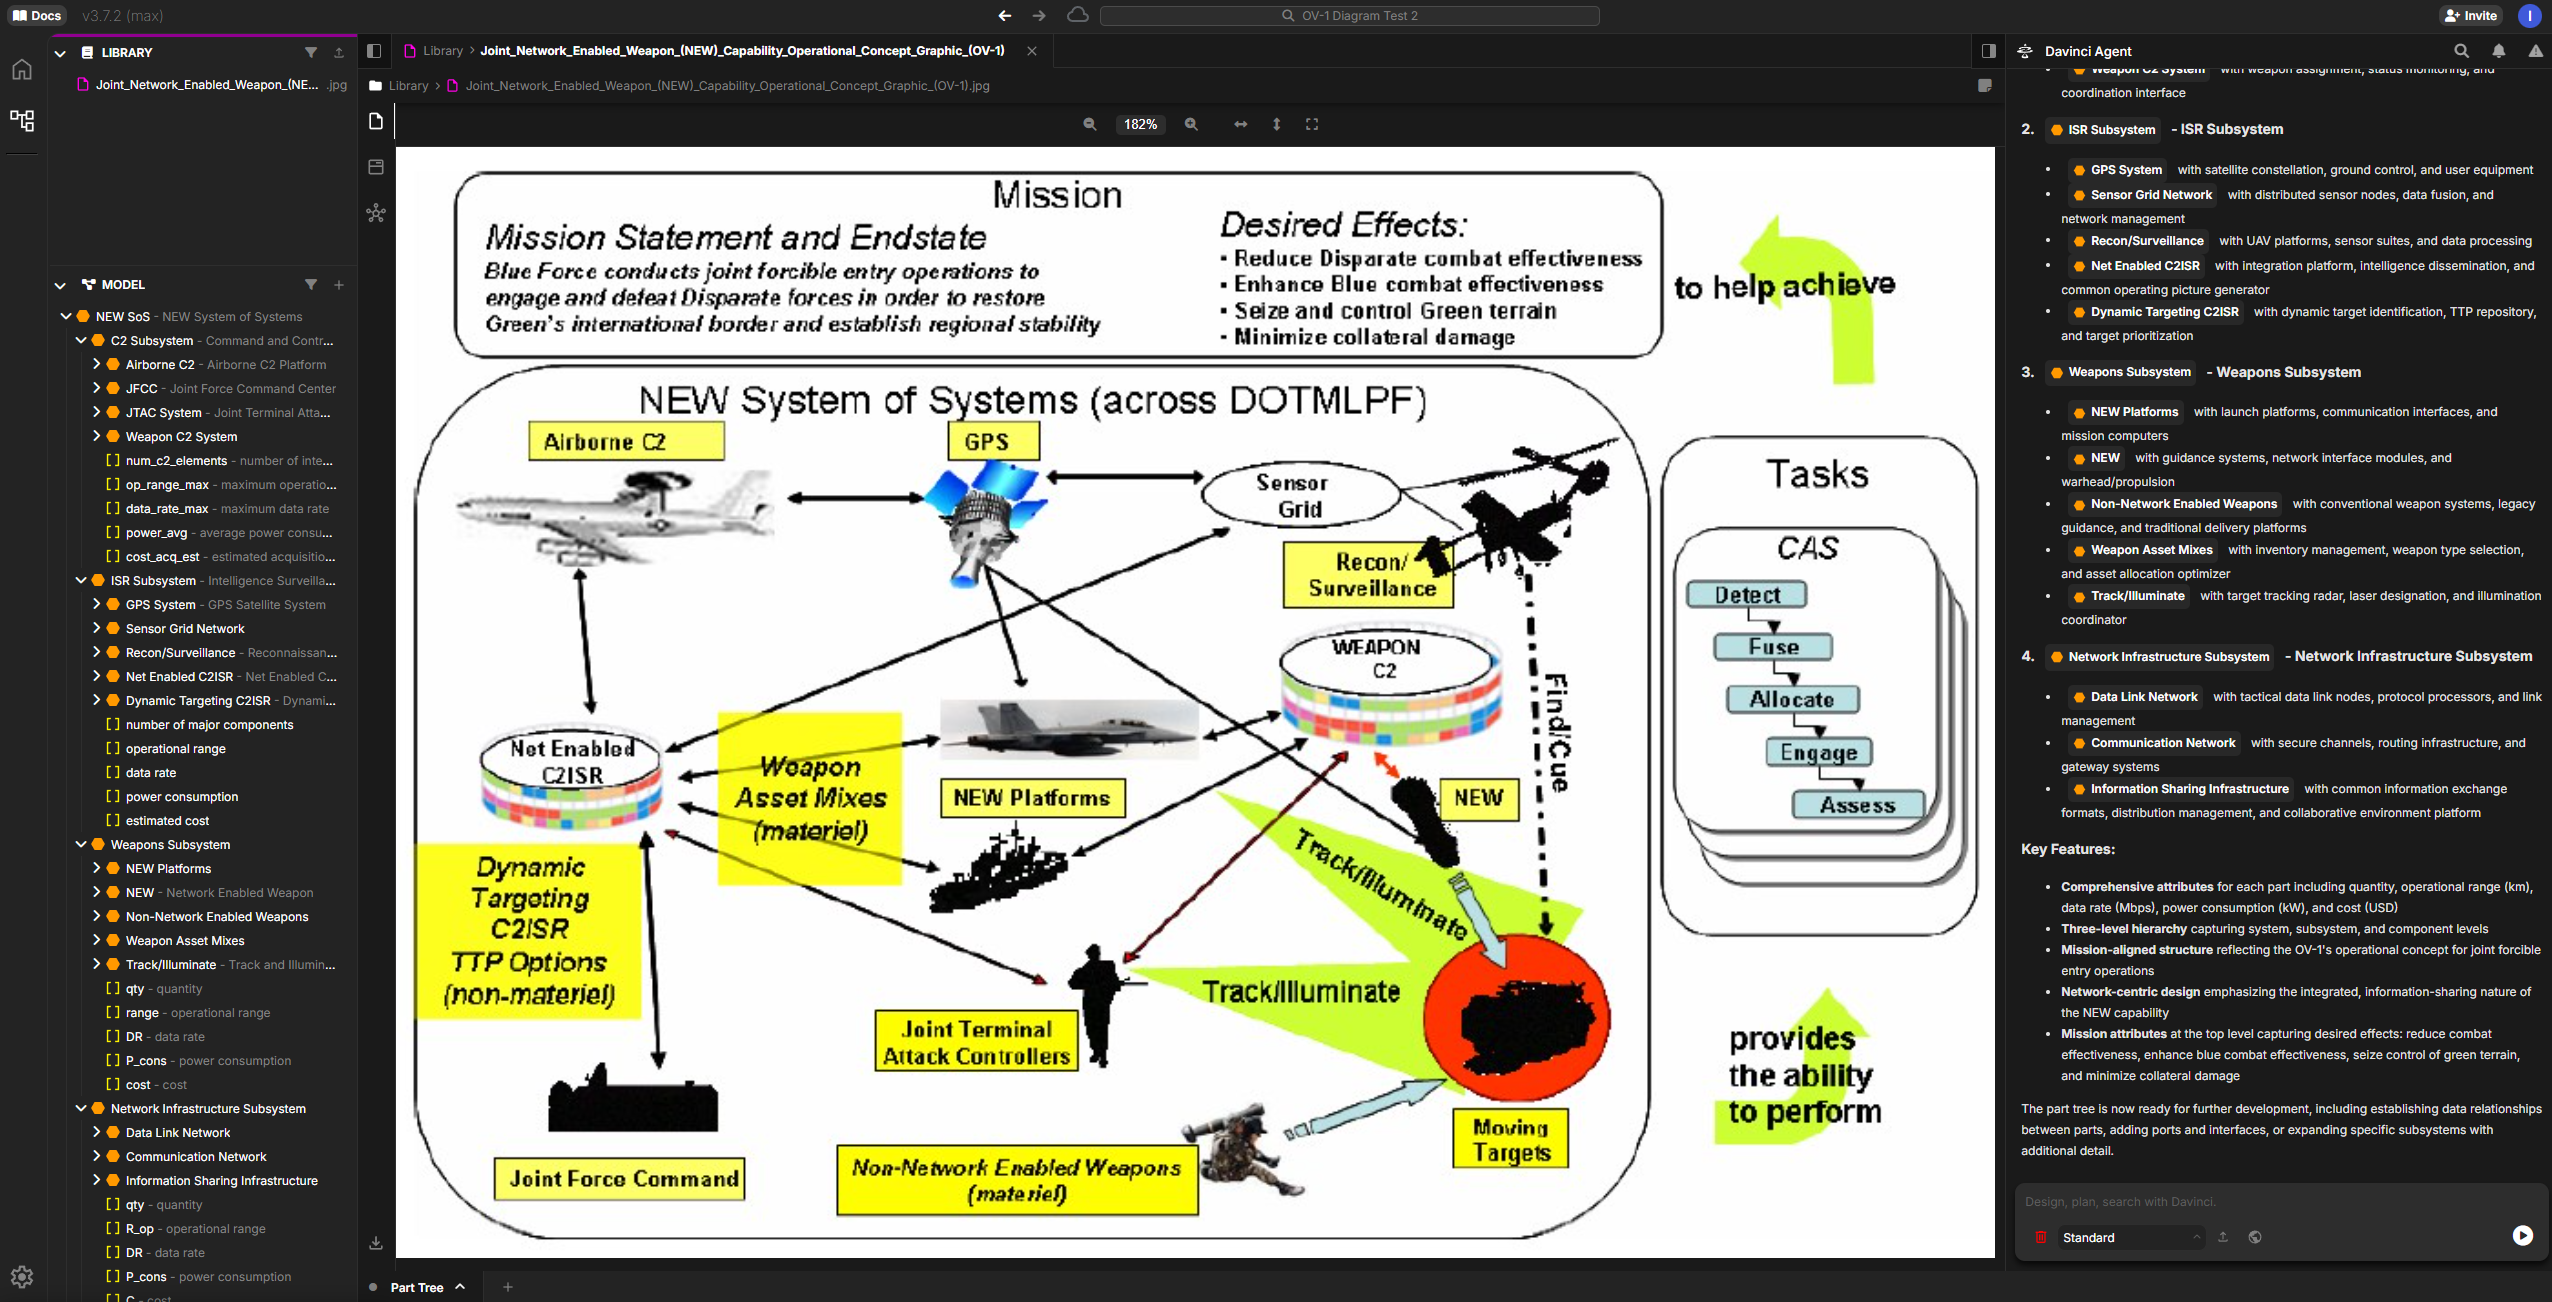 Docs
v3.7.2 (max)
OV-1 Diagram Test 2
Invite
I
LIBRARY
Joint_Network_Enabled_Weapon_(NE... .jpg
MODEL
NEW SoS - NEW System of Systems
C2 Subsystem - Command and Contr...
Airborne C2 - Airborne C2 Platform
JFCC - Joint Force Command Center
JTAC System - Joint Terminal Atta...
Weapon C2 System
[ ] num_c2_elements - number of inte...
[ ] op_range_max - maximum operatio...
[ ] data_rate_max - maximum data rate
[ ] power_avg - average power consu...
[ ] cost_acq_est - estimated acquisitio...
ISR Subsystem - Intelligence Surveilla...
GPS System - GPS Satellite System
Sensor Grid Network
Recon/Surveillance - Reconnaissan...
Net Enabled C2ISR - Net Enabled C...
Dynamic Targeting C2ISR - Dynami...
[ ] number of major components
[ ] operational range
[ ] data rate
[ ] power consumption
[ ] estimated cost
Weapons Subsystem
NEW Platforms
NEW - Network Enabled Weapon
Non-Network Enabled Weapons
Weapon Asset Mixes
Track/Illuminate - Track and Illumin...
[ ] qty - quantity
[ ] range - operational range
[ ] DR - data rate
[ ] P_cons - power consumption
[ ] cost - cost
Network Infrastructure Subsystem
Data Link Network
Communication Network
Information Sharing Infrastructure
[ ] qty - quantity
[ ] R_op - operational range
[ ] DR - data rate
[ ] P_cons - power consumption
[ ] C - cost
Library > Joint_Network_Enabled_Weapon_(NEW)_Capability_Operational_Concept_Graphic_(OV-1)
Library > Joint_Network_Enabled_Weapon_(NEW)_Capability_Operational_Concept_Graphic_(OV-1).jpg
182%
Mission
Mission Statement and Endstate
Blue Force conducts joint forcible entry operations to
engage and defeat Disparate forces in order to restore
Green's international border and establish regional stability
Desired Effects:
▪ Reduce Disparate combat effectiveness
▪ Enhance Blue combat effectiveness
▪ Seize and control Green terrain
▪ Minimize collateral damage
to help achieve
NEW System of Systems (across DOTMLPF)
Airborne C2
GPS
Sensor
Grid
Recon/
Surveillance
WEAPON
C2
Find/Cue
Net Enabled
C2ISR
Weapon
Asset Mixes
(materiel)
NEW Platforms
NEW
Track/Illuminate
Dynamic
Targeting
C2ISR
TTP Options
(non-materiel)
Track/Illuminate
Joint Terminal
Attack Controllers
Joint Force Command
Non-Network Enabled Weapons
(materiel)
Moving
Targets
Tasks
CAS
Detect
Fuse
Allocate
Engage
Assess
provides
the ability
to perform
Part Tree
Davinci Agent
Weapon C2 System with weapon assignment, status monitoring, and
coordination interface
2. ISR Subsystem - ISR Subsystem
• GPS System with satellite constellation, ground control, and user equipment
• Sensor Grid Network with distributed sensor nodes, data fusion, and
network management
• Recon/Surveillance with UAV platforms, sensor suites, and data processing
• Net Enabled C2ISR with integration platform, intelligence dissemination, and
common operating picture generator
• Dynamic Targeting C2ISR with dynamic target identification, TTP repository,
and target prioritization
3. Weapons Subsystem - Weapons Subsystem
• NEW Platforms with launch platforms, communication interfaces, and
mission computers
• NEW with guidance systems, network interface modules, and
warhead/propulsion
• Non-Network Enabled Weapons with conventional weapon systems, legacy
guidance, and traditional delivery platforms
• Weapon Asset Mixes with inventory management, weapon type selection,
and asset allocation optimizer
• Track/Illuminate with target tracking radar, laser designation, and illumination
coordinator
4. Network Infrastructure Subsystem - Network Infrastructure Subsystem
• Data Link Network with tactical data link nodes, protocol processors, and link
management
• Communication Network with secure channels, routing infrastructure, and
gateway systems
• Information Sharing Infrastructure with common information exchange
formats, distribution management, and collaborative environment platform
Key Features:
• Comprehensive attributes for each part including quantity, operational range (km),
data rate (Mbps), power consumption (kW), and cost (USD)
• Three-level hierarchy capturing system, subsystem, and component levels
• Mission-aligned structure reflecting the OV-1's operational concept for joint forcible
entry operations
• Network-centric design emphasizing the integrated, information-sharing nature of
the NEW capability
• Mission attributes at the top level capturing desired effects: reduce combat
effectiveness, enhance blue combat effectiveness, seize control of green terrain,
and minimize collateral damage
The part tree is now ready for further development, including establishing data relationships
between parts, adding ports and interfaces, or expanding specific subsystems with
additional detail.
Design, plan, search with Davinci.
Standard